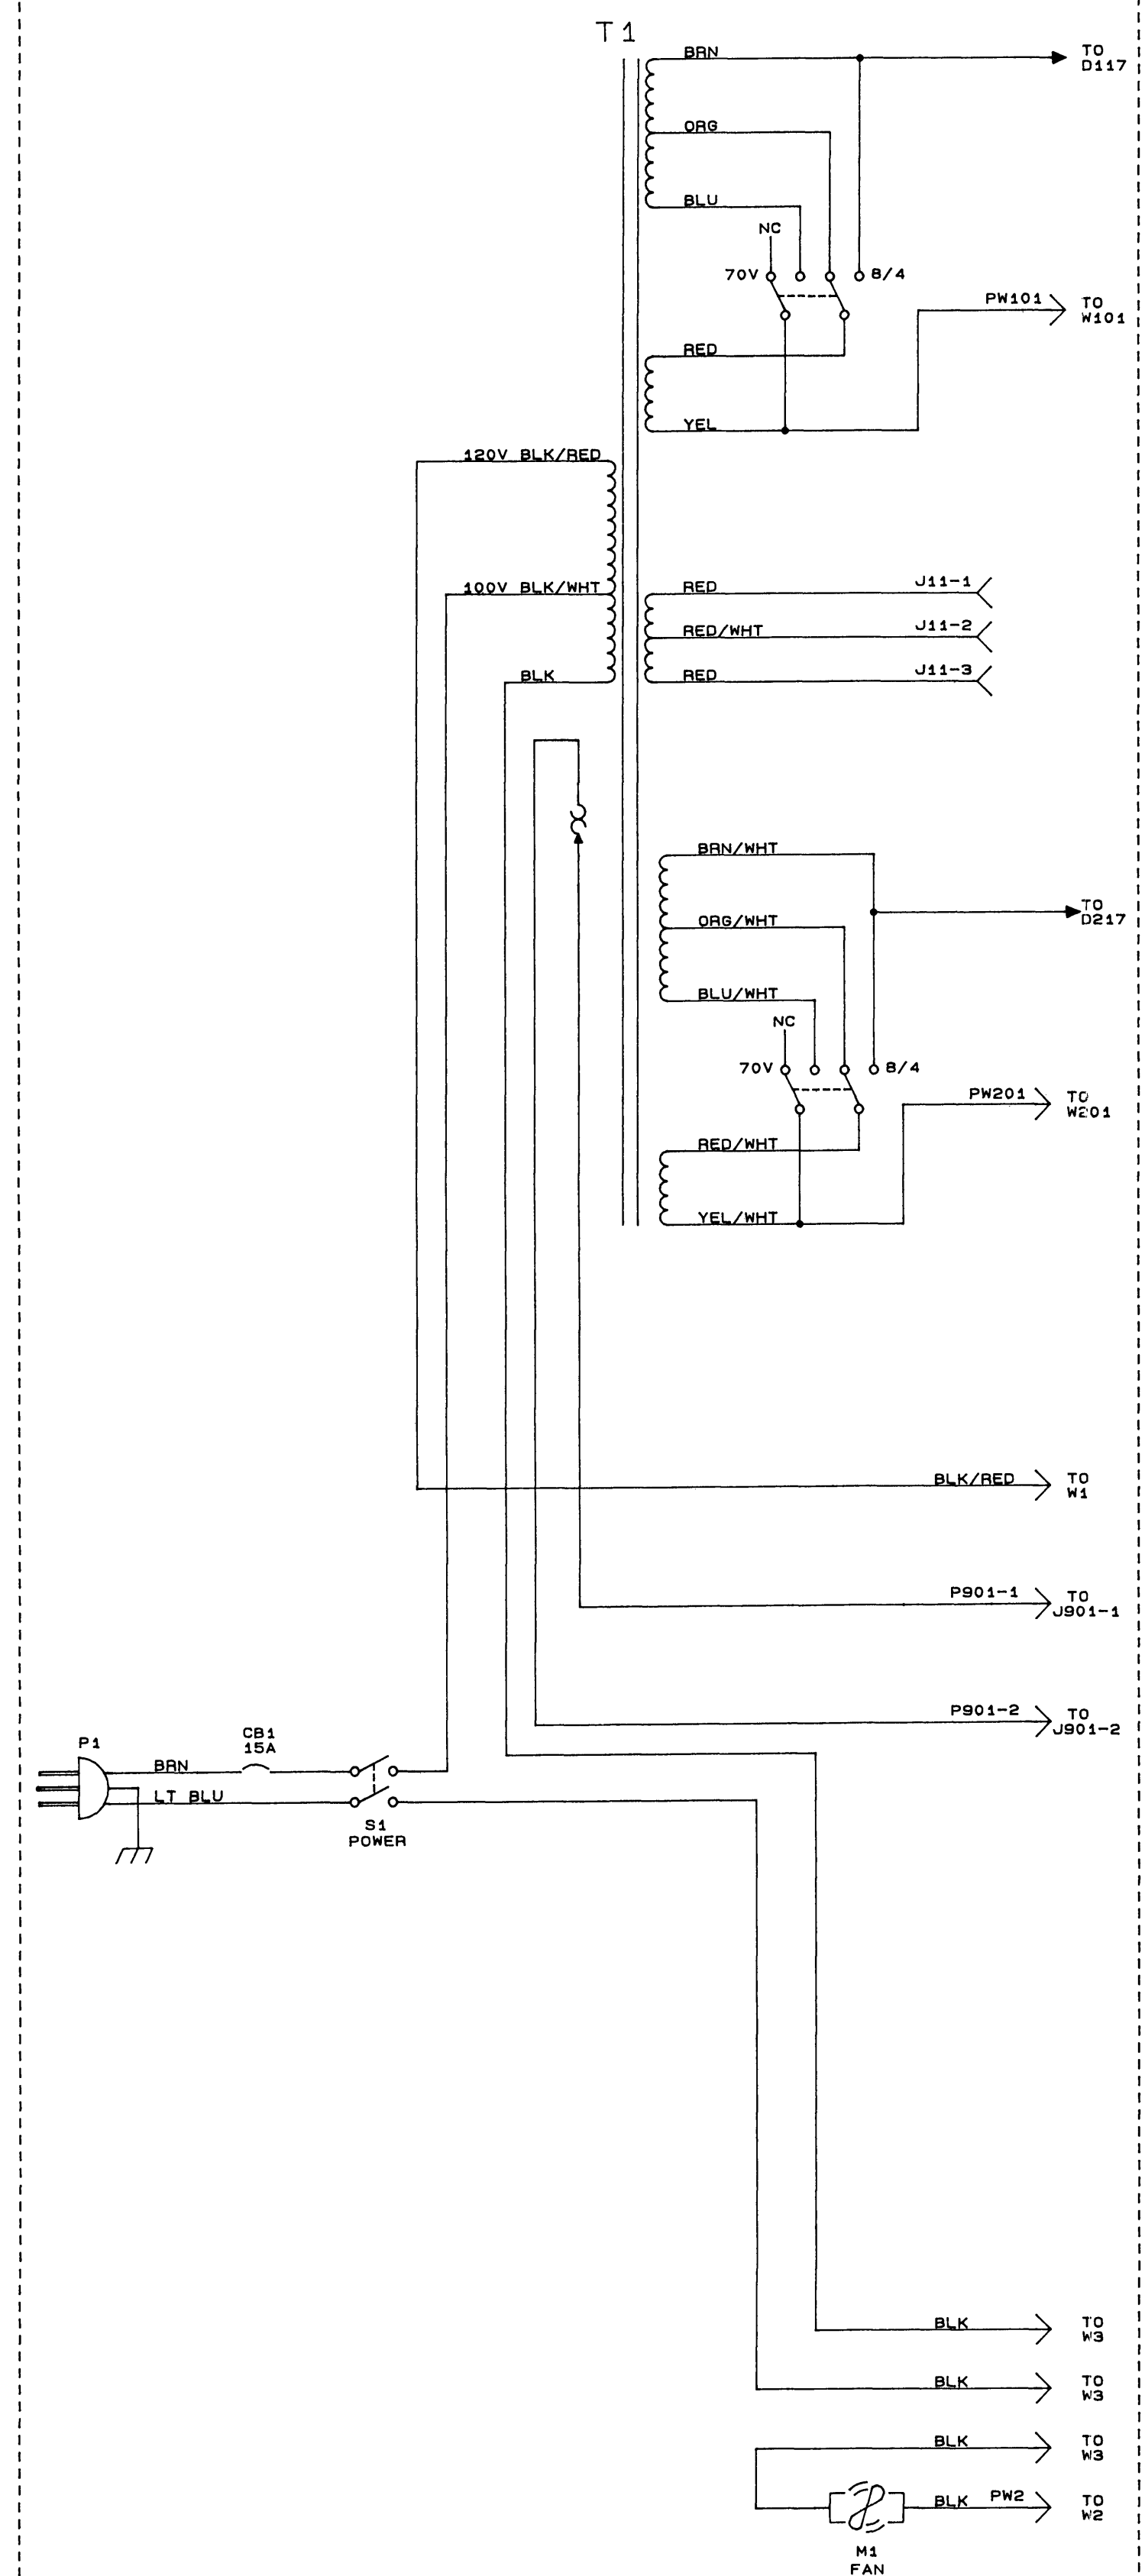 T1
BRN
TO
D117
ORG
BLU
NC
70V
8/4
PW101
TO
W101
RED
YEL
120V BLK/RED
100V BLK/WHT
RED
J11-1
RED/WHT
J11-2
BLK
RED
J11-3
BRN/WHT
TO
D217
ORG/WHT
BLU/WHT
NC
70V
8/4
PW201
TO
W201
RED/WHT
YEL/WHT
BLK/RED
TO
W1
P901-1
TO
J901-1
P901-2
TO
J901-2
P1
BRN
CB1
15A
LT BLU
S1
POWER
BLK
TO
W3
BLK
TO
W3
BLK
TO
W3
BLK
PW2
TO
W2
M1
FAN